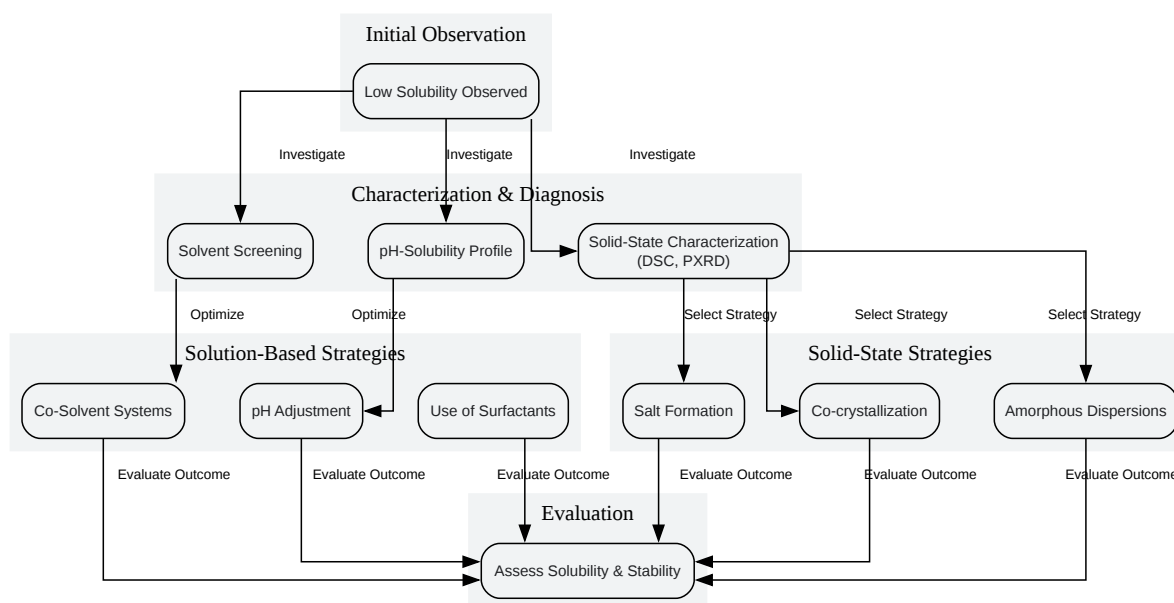 Initial Observation
Low Solubility Observed
Investigate
Investigate
Investigate
Characterization & Diagnosis
Solvent Screening
pH-Solubility Profile
Solid-State Characterization
(DSC, PXRD)
Optimize
Optimize
Select Strategy
Select Strategy
Select Strategy
Solution-Based Strategies
Solid-State Strategies
Co-Solvent Systems
pH Adjustment
Use of Surfactants
Salt Formation
Co-crystallization
Amorphous Dispersions
Evaluate Outcome
Evaluate Outcome
Evaluate Outcome
Evaluate Outcome
Evaluate Outcome
Evaluate Outcome
Evaluation
Assess Solubility & Stability